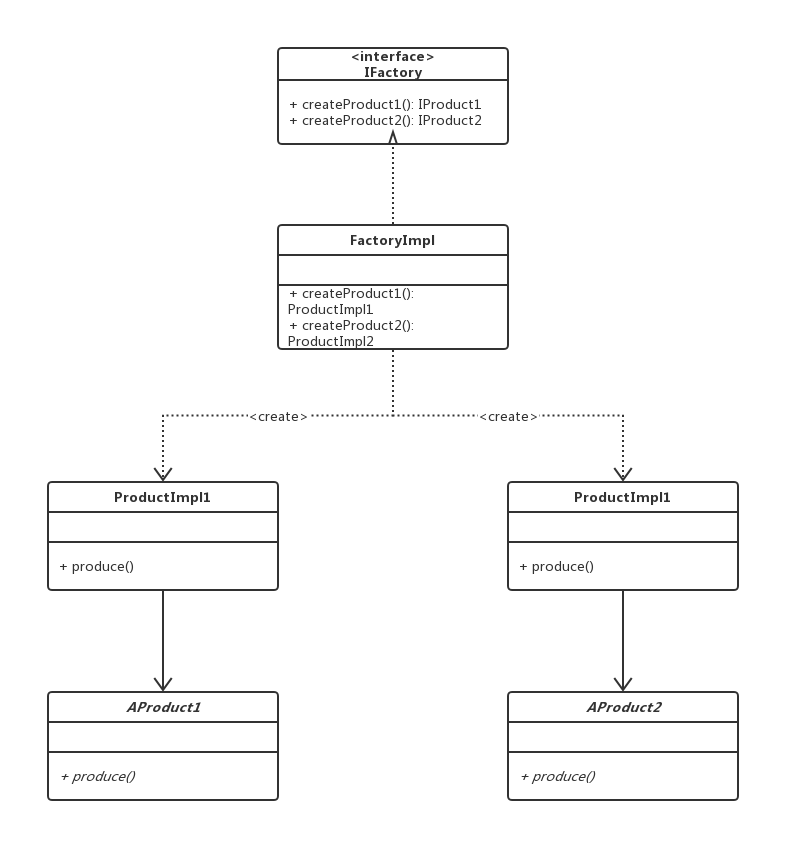 <interface>
IFactory
+ createProduct1(): IProduct1
+ createProduct2(): IProduct2
FactoryImpl
+ createProduct1():
ProductImpl1
+ createProduct2():
ProductImpl2
<create>
<create>
ProductImpl1
ProductImpl1
+ produce()
+ produce()
AProduct1
AProduct2
+ produce()
+ produce()